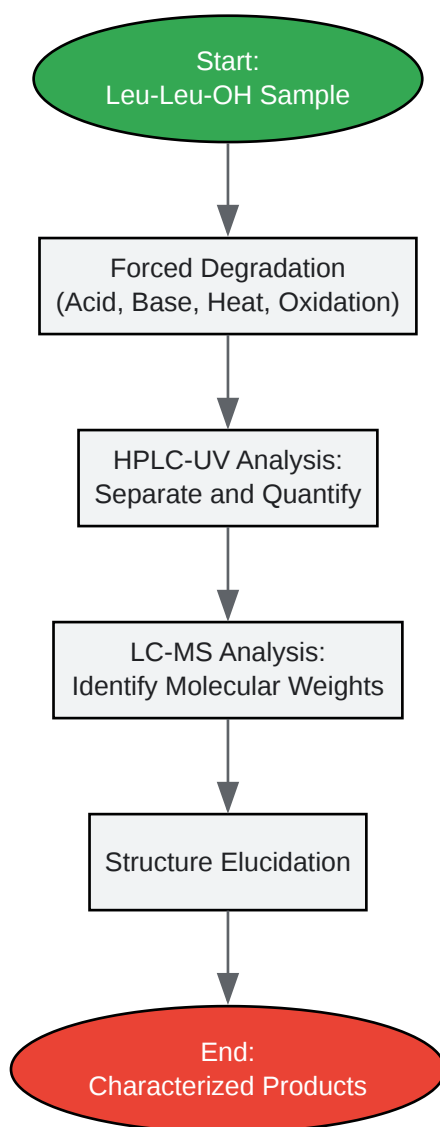 Start:
Leu-Leu-OH Sample
Forced Degradation
(Acid, Base, Heat, Oxidation)
HPLC-UV Analysis:
Separate and Quantify
LC-MS Analysis:
Identify Molecular Weights
Structure Elucidation
End:
Characterized Products